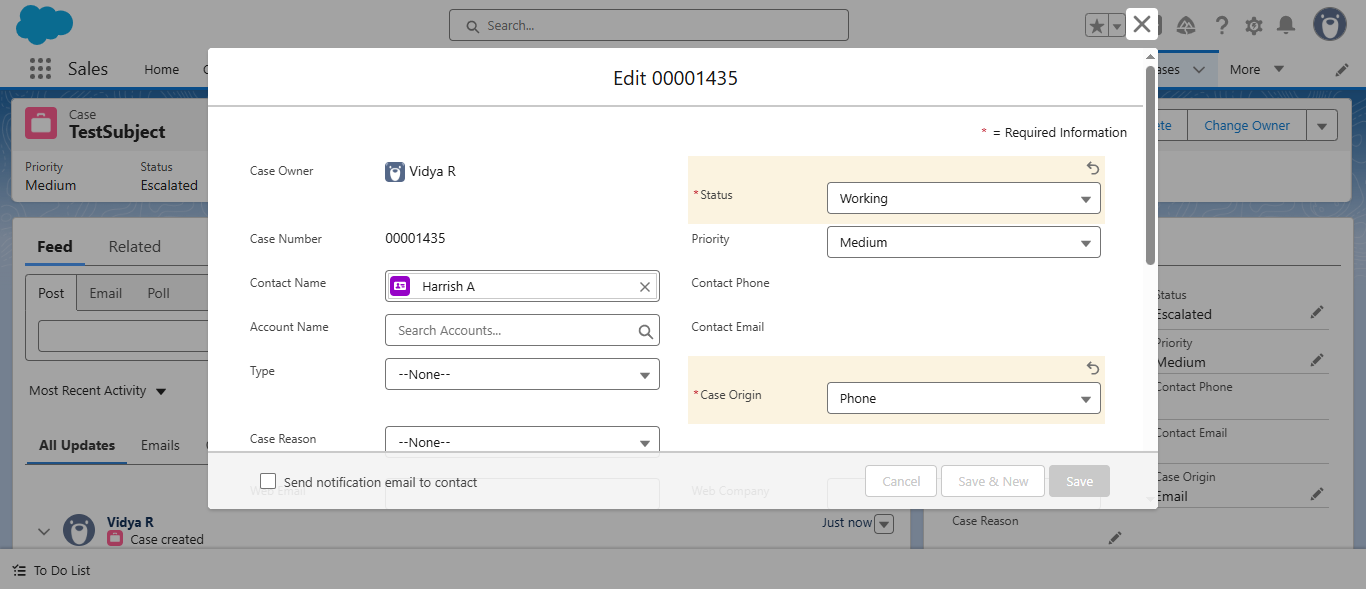 Search...
Sales
Home
ases
More
Edit 00001435
* = Required Information
Case
TestSubject
Priority
Medium
Status
Escalated
ete
Change Owner
Case Owner
Vidya R
*Status
Working
Case Number
00001435
Priority
Medium
Contact Name
Harrish A
Contact Phone
Account Name
Search Accounts...
Contact Email
Type
--None--
*Case Origin
Phone
Case Reason
--None--
Web Email
Web Company
Send notification email to contact
Cancel
Save & New
Save
Feed
Related
Post
Email
Poll
Most Recent Activity
All Updates
Emails
Vidya R
Case created
Just now
Status
Escalated
Priority
Medium
Contact Phone
Contact Email
Case Origin
Email
Case Reason
To Do List